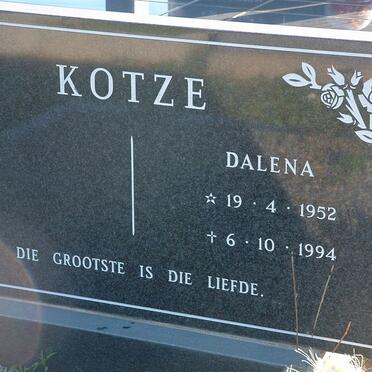 KOTZE
DALENA
☆ 19 · 4 · 1952
† 6 · 10 · 1994
DIE GROOTSTE IS DIE LIEFDE.